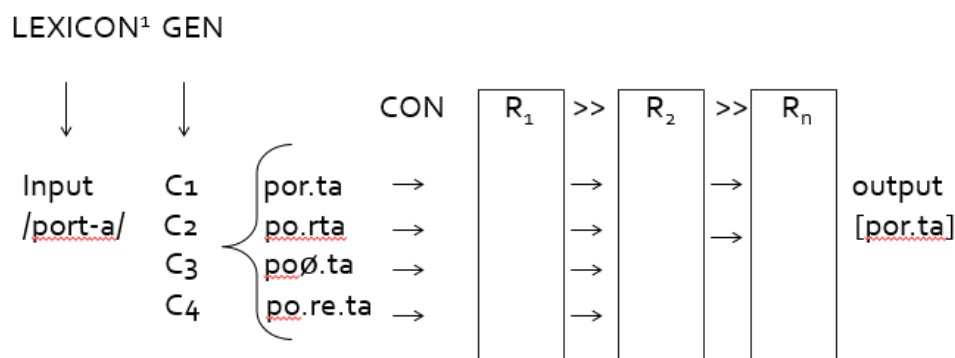 LEXICON¹ GEN
CON R₁ >> R₂ >> Rₙ
Input C1 por.ta → → → output
/port-a/ C2 po.rta → → → [por.ta]
C3 poØ.ta → →
C4 po.re.ta → →